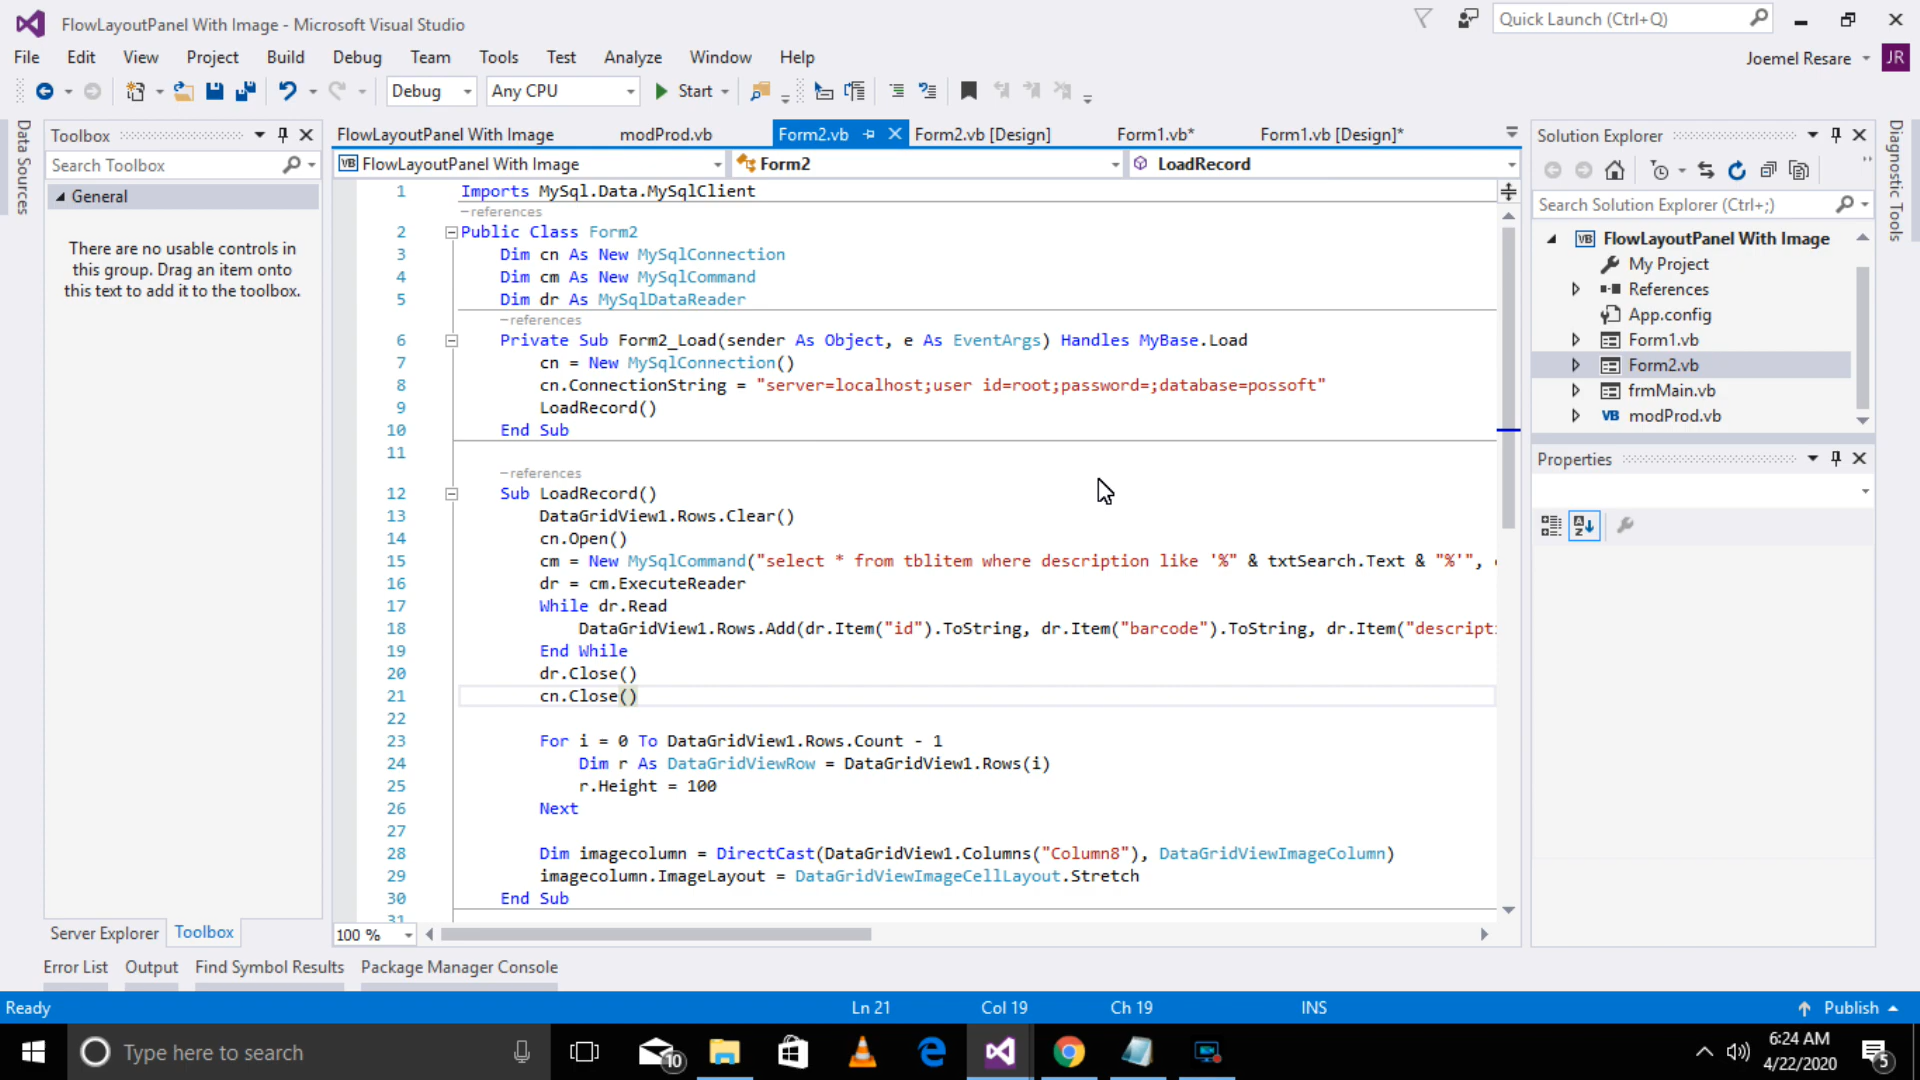 FlowLayoutPanel With Image - Microsoft Visual Studio
Quick Launch (Ctrl+Q)
File Edit View Project Build Debug Team Tools Test Analyze Window Help
Joemel Resare JR
Debug Any CPU Start
Data Sources
Toolbox
Search Toolbox
General
There are no usable controls in
this group. Drag an item onto
this text to add it to the toolbox.
Server Explorer Toolbox
FlowLayoutPanel With Image modProd.vb Form2.vb Form2.vb [Design] Form1.vb* Form1.vb [Design]*
VB FlowLayoutPanel With Image Form2 LoadRecord
1 Imports MySql.Data.MySqlClient
–references
2 Public Class Form2
3 Dim cn As New MySqlConnection
4 Dim cm As New MySqlCommand
5 Dim dr As MySqlDataReader
–references
6 Private Sub Form2_Load(sender As Object, e As EventArgs) Handles MyBase.Load
7 cn = New MySqlConnection()
8 cn.ConnectionString = "server=localhost;user id=root;password=;database=possoft"
9 LoadRecord()
10 End Sub
11
–references
12 Sub LoadRecord()
13 DataGridView1.Rows.Clear()
14 cn.Open()
15 cm = New MySqlCommand("select * from tblitem where description like '%" & txtSearch.Text & "%'",
16 dr = cm.ExecuteReader
17 While dr.Read
18 DataGridView1.Rows.Add(dr.Item("id").ToString, dr.Item("barcode").ToString, dr.Item("descript
19 End While
20 dr.Close()
21 cn.Close()
22
23 For i = 0 To DataGridView1.Rows.Count - 1
24 Dim r As DataGridViewRow = DataGridView1.Rows(i)
25 r.Height = 100
26 Next
27
28 Dim imagecolumn = DirectCast(DataGridView1.Columns("Column8"), DataGridViewImageColumn)
29 imagecolumn.ImageLayout = DataGridViewImageCellLayout.Stretch
30 End Sub
31
100 %
Solution Explorer
Search Solution Explorer (Ctrl+;)
VB FlowLayoutPanel With Image
My Project
References
App.config
Form1.vb
Form2.vb
frmMain.vb
VB modProd.vb
Properties
Diagnostic Tools
Error List Output Find Symbol Results Package Manager Console
Ready Ln 21 Col 19 Ch 19 INS Publish
Type here to search
10
6:24 AM
4/22/2020
5